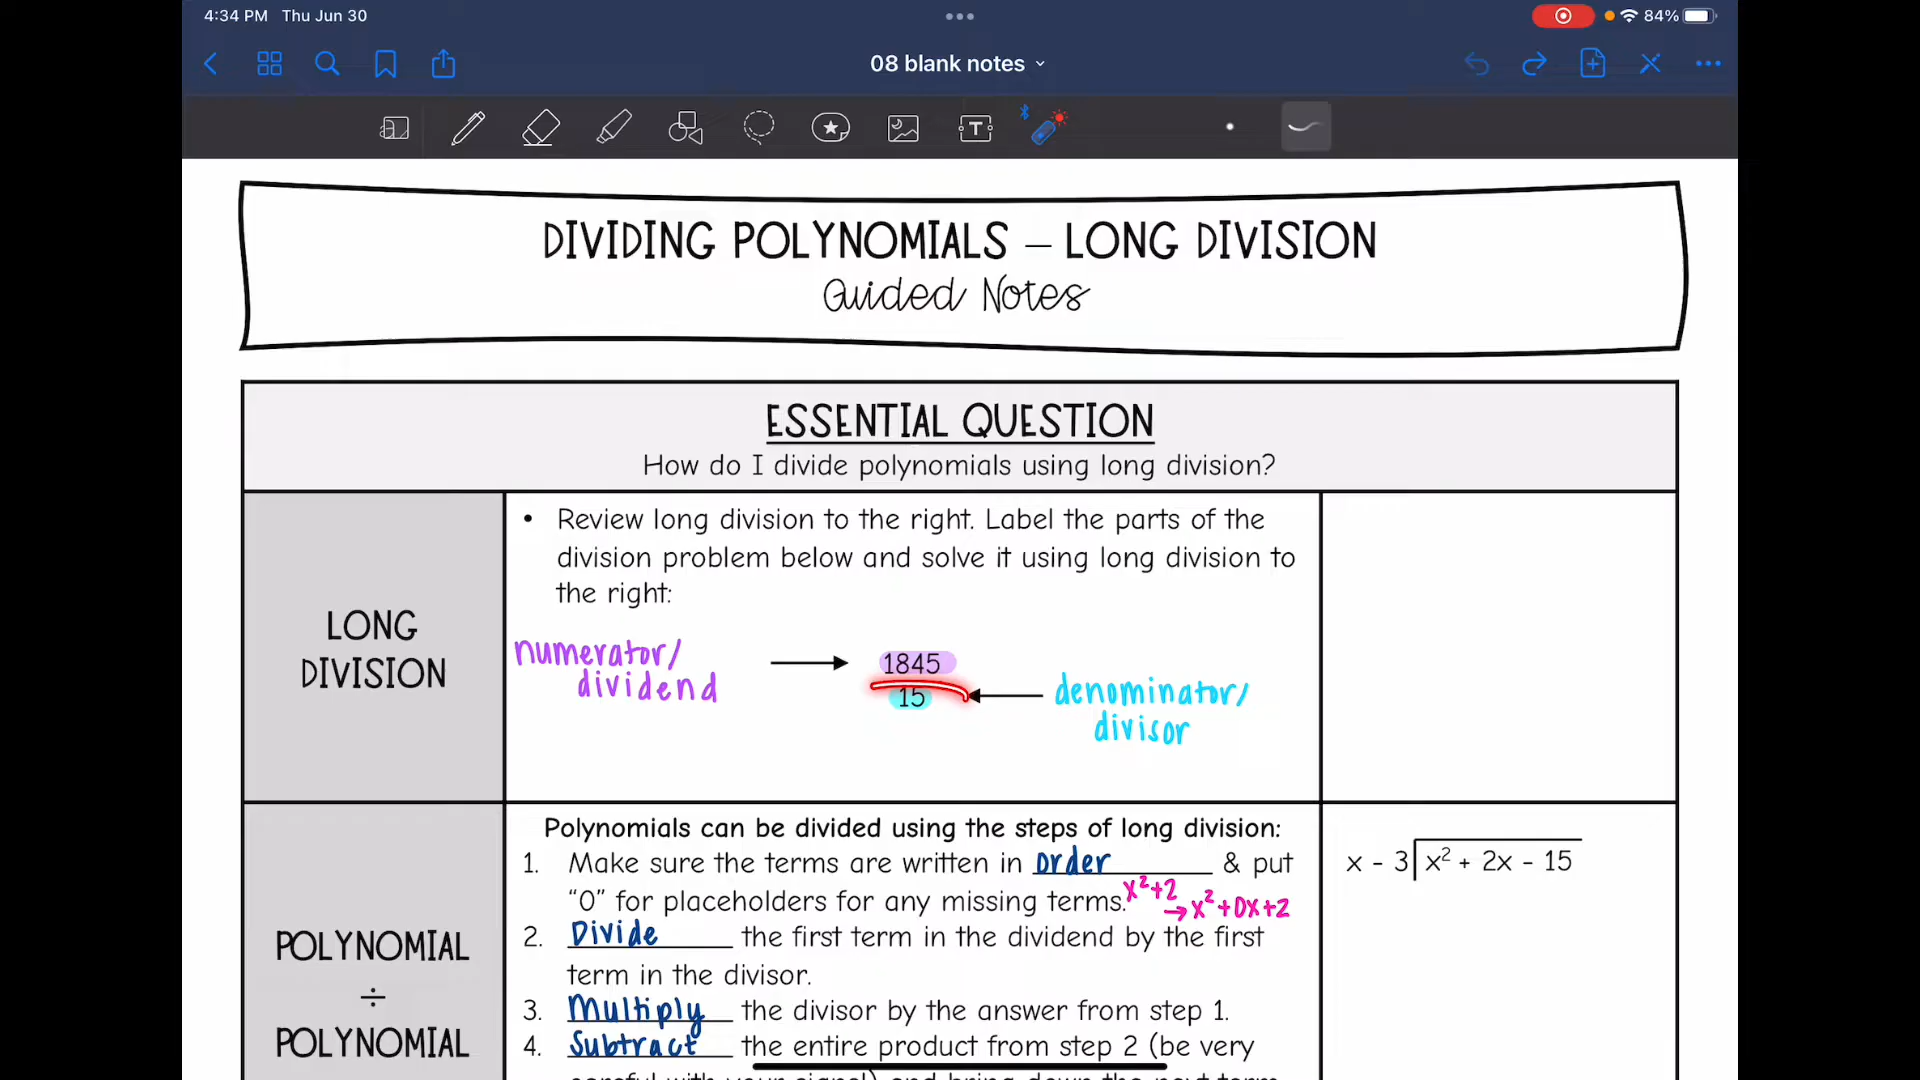 4:34 PM Thu Jun 30
84%
08 blank notes
T
DIVIDING POLYNOMIALS – LONG DIVISION
Guided Notes
ESSENTIAL QUESTION
How do I divide polynomials using long division?
LONG
DIVISION
• Review long division to the right. Label the parts of the
division problem below and solve it using long division to
the right:
numerator/
dividend
1845
15
denominator/
divisor
POLYNOMIAL
÷
POLYNOMIAL
Polynomials can be divided using the steps of long division:
1. Make sure the terms are written in order & put
"0" for placeholders for any missing terms. x²+2
→x²+0x+2
2. Divide the first term in the dividend by the first
term in the divisor.
3. Multiply the divisor by the answer from step 1.
4. Subtract the entire product from step 2 (be very
x - 3 x² + 2x - 15